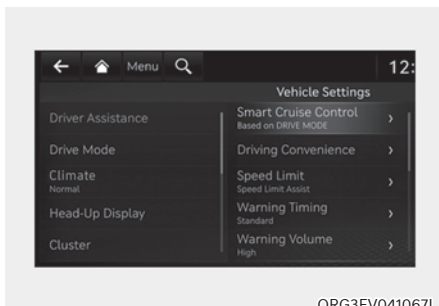 Menu
12:
Vehicle Settings
Driver Assistance
Drive Mode
Climate
Normal
Head-Up Display
Cluster
Smart Cruise Control
Based on DRIVE MODE
Driving Convenience
Speed Limit
Speed Limit Assist
Warning Timing
Standard
Warning Volume
High